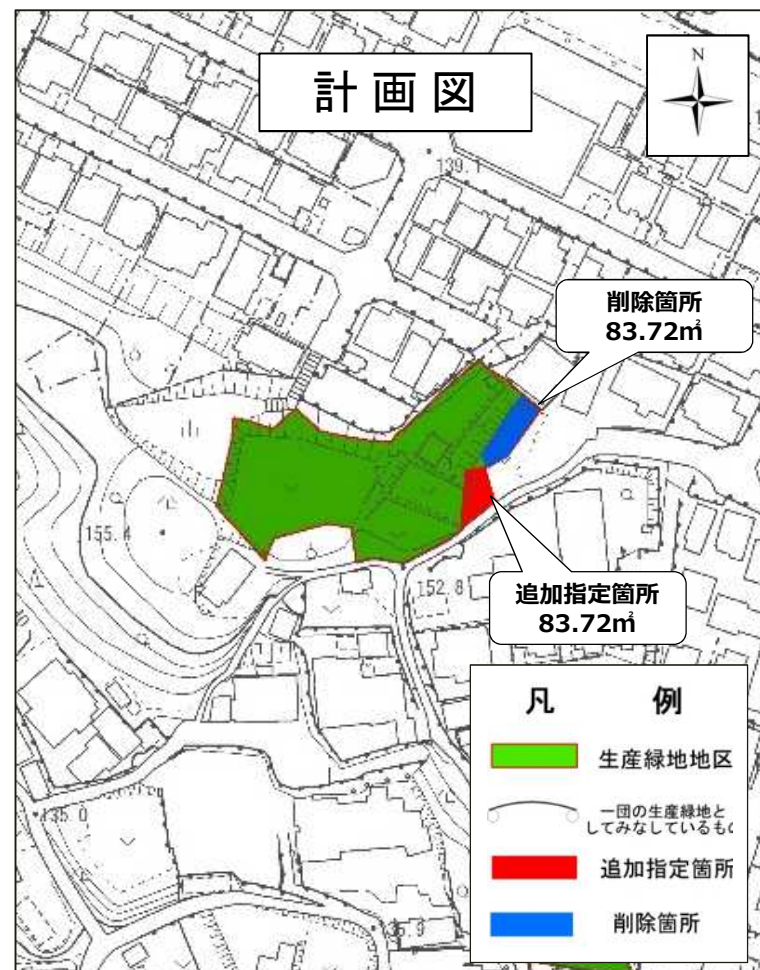 計画図
N
139.1
削除箇所
83.72㎡
155.4
152.8
追加指定箇所
83.72㎡
凡 例
生産緑地地区
一団の生産緑地と
してみなしているもの
追加指定箇所
削除箇所
135.0